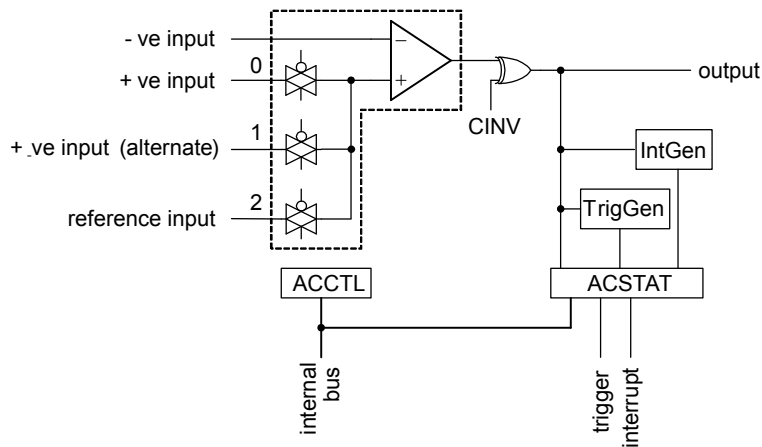 - ve input
+ ve input
0
+ ve input (alternate)
1
reference input
2
−
+
CINV
output
IntGen
TrigGen
ACCTL
ACSTAT
internal
bus
trigger
interrupt